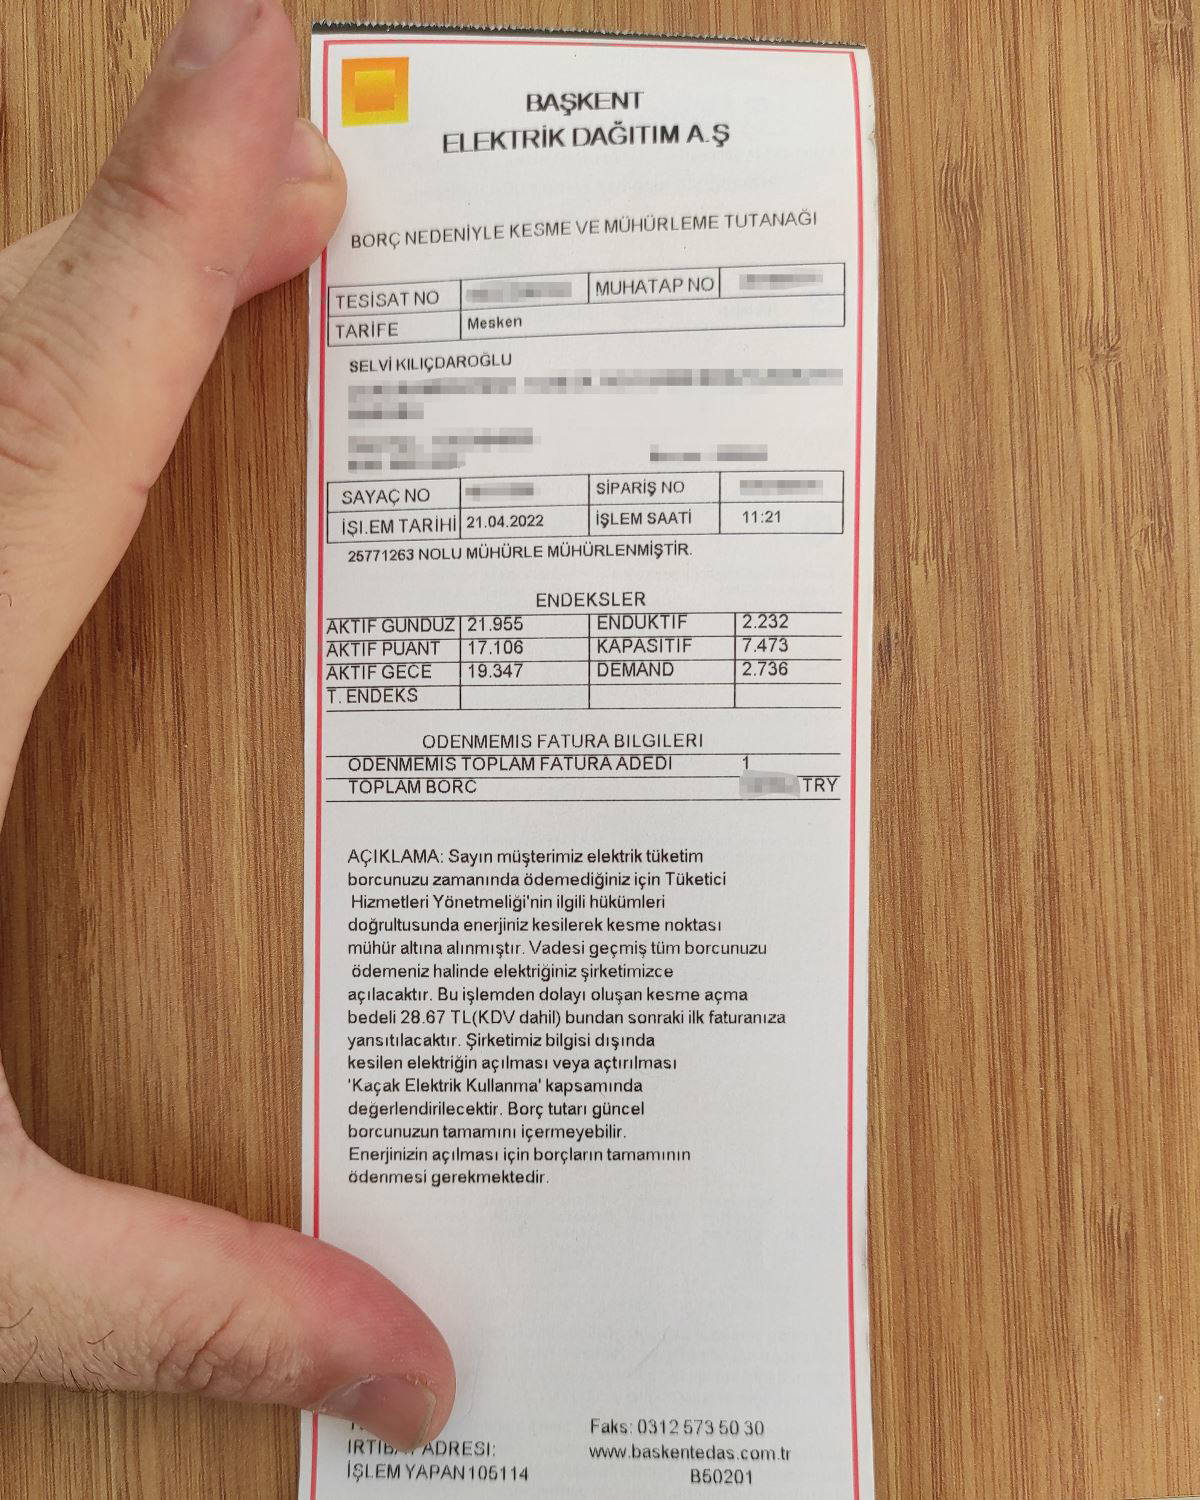 BAŞKENT
ELEKTRİK DAĞITIM A.Ş
BORÇ NEDENİYLE KESME VE MÜHÜRLEME TUTANAĞI
TESİSAT NO MUHATAP NO
TARİFE Mesken
SELVİ KILIÇDAROĞLU
SAYAÇ NO SİPARİŞ NO
İŞLEM TARİHİ 21.04.2022 İŞLEM SAATİ 11:21
25771263 NOLU MÜHÜRLE MÜHÜRLENMİŞTİR.
ENDEKSLER
AKTIF GUNDUZ 21.955 ENDUKTIF 2.232
AKTIF PUANT 17.106 KAPASITIF 7.473
AKTIF GECE 19.347 DEMAND 2.736
T. ENDEKS
ODENMEMIS FATURA BILGILERI
ODENMEMIS TOPLAM FATURA ADEDI 1
TOPLAM BORC TRY
AÇIKLAMA: Sayın müşterimiz elektrik tüketim
borcunuzu zamanında ödemediğiniz için Tüketici
Hizmetleri Yönetmeliği'nin ilgili hükümleri
doğrultusunda enerjiniz kesilerek kesme noktası
mühür altına alınmıştır. Vadesi geçmiş tüm borcunuzu
ödemeniz halinde elektriğiniz şirketimizce
açılacaktır. Bu işlemden dolayı oluşan kesme açma
bedeli 28.67 TL(KDV dahil) bundan sonraki ilk faturanıza
yansıtılacaktır. Şirketimiz bilgisi dışında
kesilen elektriğin açılması veya açtırılması
'Kaçak Elektrik Kullanma' kapsamında
değerlendirilecektir. Borç tutarı güncel
borcunuzun tamamını içermeyebilir.
Enerjinizin açılması için borçların tamamının
ödenmesi gerekmektedir.
Faks: 0312 573 50 30
ADRESI: www.baskentedas.com.tr
İŞLEM YAPAN 105114 B50201